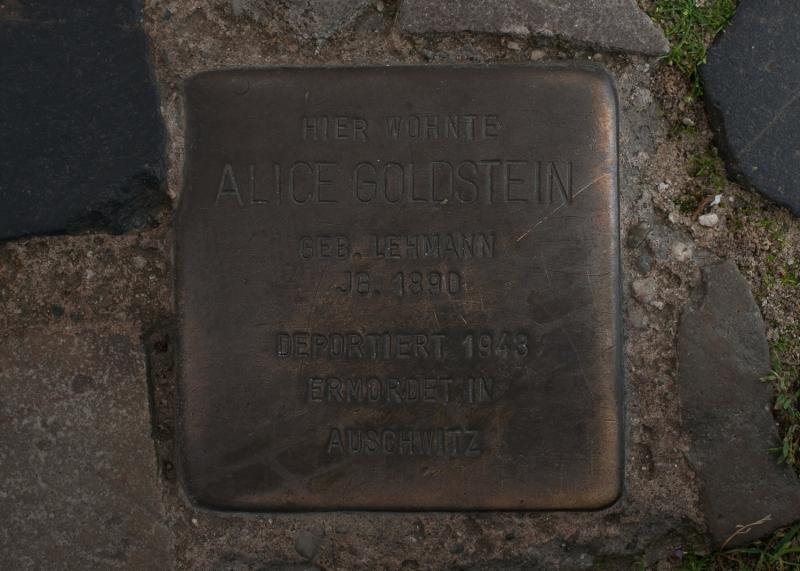 HIER WOHNTE
ALICE GOLDSTEIN
GEB. LEHMANN
JG. 1890
DEPORTIERT 1943
ERMORDET IN
AUSCHWITZ